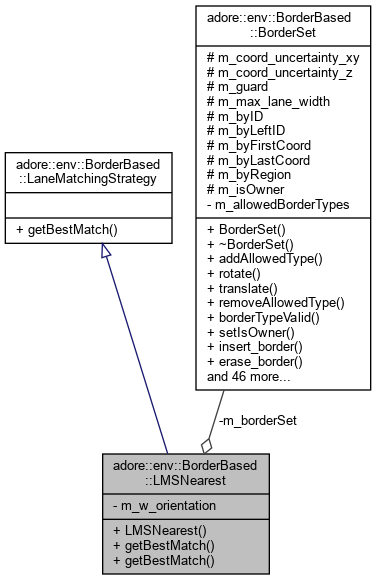 adore::env::BorderBased
::BorderSet
# m_coord_uncertainty_xy
# m_coord_uncertainty_z
# m_guard
# m_max_lane_width
# m_byID
# m_byLeftID
# m_byFirstCoord
# m_byLastCoord
# m_byRegion
# m_isOwner
- m_allowedBorderTypes
+ BorderSet()
+ ~BorderSet()
+ addAllowedType()
+ rotate()
+ translate()
+ removeAllowedType()
+ borderTypeValid()
+ setIsOwner()
+ insert_border()
+ erase_border()
and 46 more...
adore::env::BorderBased
::LaneMatchingStrategy
+ getBestMatch()
-m_borderSet
adore::env::BorderBased
::LMSNearest
- m_w_orientation
+ LMSNearest()
+ getBestMatch()
+ getBestMatch()